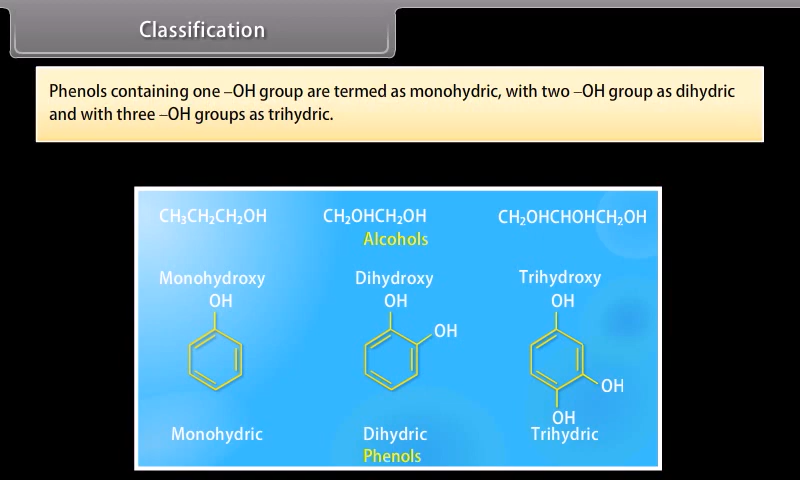 Classification
Phenols containing one –OH group are termed as monohydric, with two –OH group as dihydric
and with three –OH groups as trihydric.
CH₃CH₂CH₂OH CH₂OHCH₂OH CH₂OHCHOHCH₂OH
Alcohols
Monohydroxy Dihydroxy Trihydroxy
OH OH OH
OH
OH
OH
Monohydric Dihydric Trihydric
Phenols